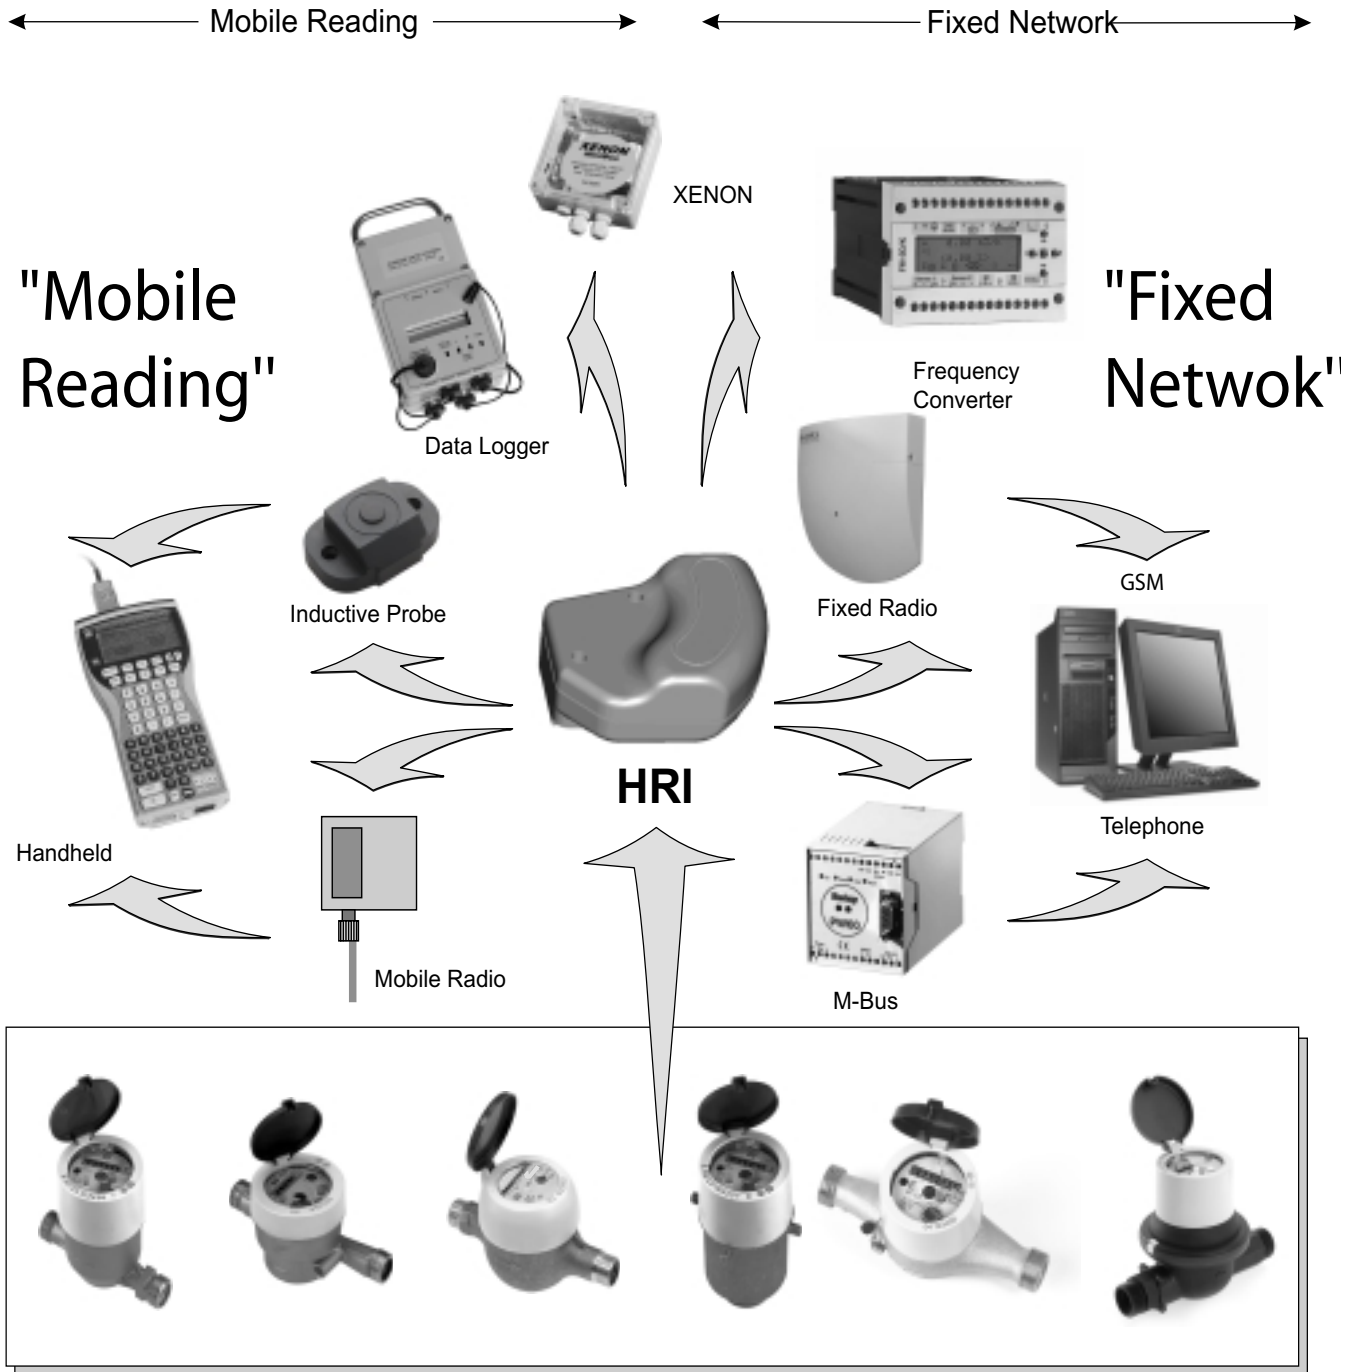 Mobile Reading
Fixed Network
XENON
XENON
"Mobile
Reading"
"Fixed
Netwok"
Frequency
Converter
Data Logger
Inductive Probe
Fixed Radio
GSM
HRI
Telephone
Handheld
Mobile Radio
M-Bus